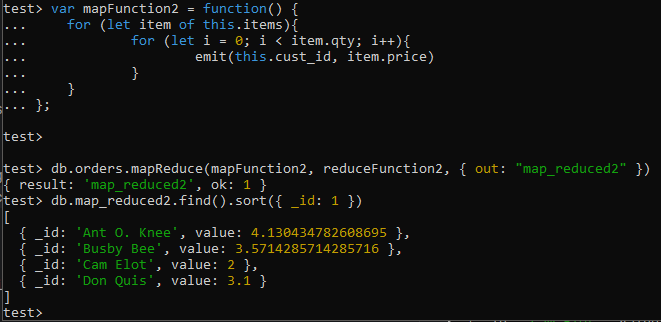 test> var mapFunction2 = function() {
...     for (let item of this.items){
...             for (let i = 0; i < item.qty; i++){
...                     emit(this.cust_id, item.price)
...             }
...     }
... };

test>

test> db.orders.mapReduce(mapFunction2, reduceFunction2, { out: "map_reduced2" })
{ result: 'map_reduced2', ok: 1 }
test> db.map_reduced2.find().sort({ _id: 1 })
[
  { _id: 'Ant O. Knee', value: 4.130434782608695 },
  { _id: 'Busby Bee', value: 3.5714285714285716 },
  { _id: 'Cam Elot', value: 2 },
  { _id: 'Don Quis', value: 3.1 }
]
test>